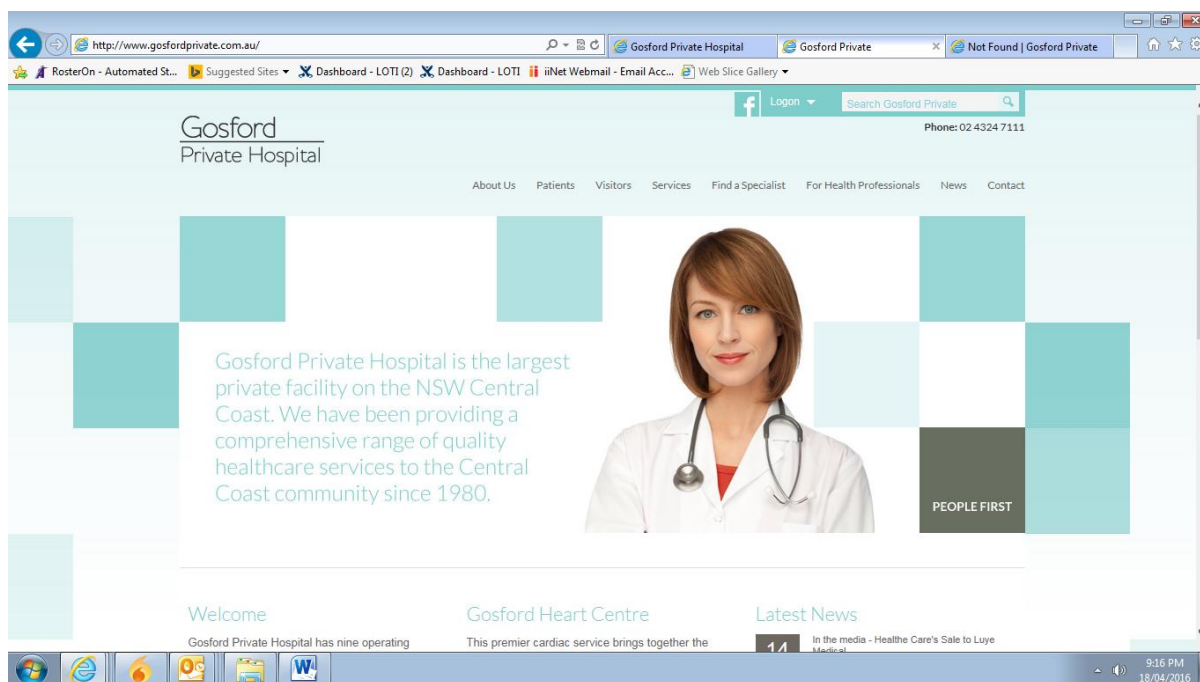 http://www.gosfordprivate.com.au/
Gosford Private Hospital
Gosford Private
Not Found | Gosford Private
RosterOn - Automated St...
Suggested Sites
Dashboard - LOTI (2)
Dashboard - LOTI
iiNet Webmail - Email Acc...
Web Slice Gallery
Logon
Search Gosford Private
Gosford
Private Hospital
Phone: 02 4324 7111
About Us Patients Visitors Services Find a Specialist For Health Professionals News Contact
Gosford Private Hospital is the largest
private facility on the NSW Central
Coast. We have been providing a
comprehensive range of quality
healthcare services to the Central
Coast community since 1980.
PEOPLE FIRST
Welcome
Gosford Private Hospital has nine operating
Gosford Heart Centre
This premier cardiac service brings together the
Latest News
14
In the media - Healthe Care's Sale to Luye
Medical
9:16 PM
18/04/2016